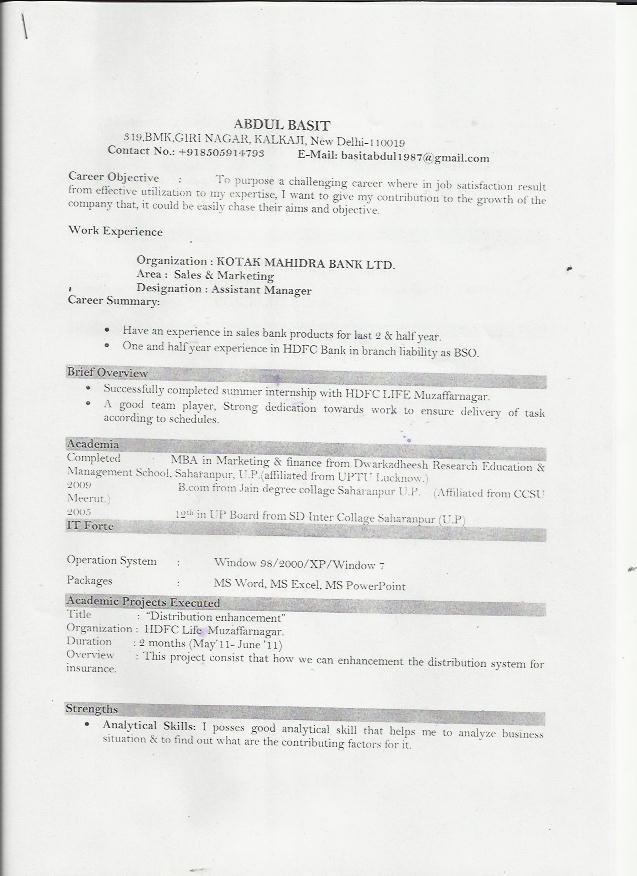 ABDUL BASIT
319,BMK,GIRI NAGAR, KALKAJI, New Delhi-110019
Contact No.: +918505914793 E-Mail: basitabdul1987@gmail.com
Career Objective : To purpose a challenging career where in job satisfaction result
from effective utilization to my expertise, I want to give my contribution to the growth of the
company that, it could be easily chase their aims and objective.
Work Experience
Organization : KOTAK MAHIDRA BANK LTD.
Area : Sales & Marketing
Designation : Assistant Manager
Career Summary:
• Have an experience in sales bank products for last 2 & half year.
• One and half year experience in HDFC Bank in branch liability as BSO.
Brief Overview
• Successfully completed summer internship with HDFC LIFE Muzaffarnagar.
• A good team player, Strong dedication towards work to ensure delivery of task
according to schedules.
Academia
Completed MBA in Marketing & finance from Dwarkadheesh Research Education &
Management School, Saharanpur, U.P.(affiliated from UPTU Lucknow.)
2009 B.com from Jain degree collage Saharanpur U.P. (Affiliated from CCSU
Meerut.)
2005 12th in UP Board from SD Inter Collage Saharanpur (U.P)
IT Forte
Operation System : Window 98/2000/XP/Window 7
Packages : MS Word, MS Excel, MS PowerPoint
Academic Projects Executed
Title : “Distribution enhancement”
Organization : HDFC Life Muzaffarnagar.
Duration : 2 months (May'11- June '11)
Overview : This project consist that how we can enhancement the distribution system for
insurance.
Strengths
• Analytical Skills: I posses good analytical skill that helps me to analyze business
situation & to find out what are the contributing factors for it.